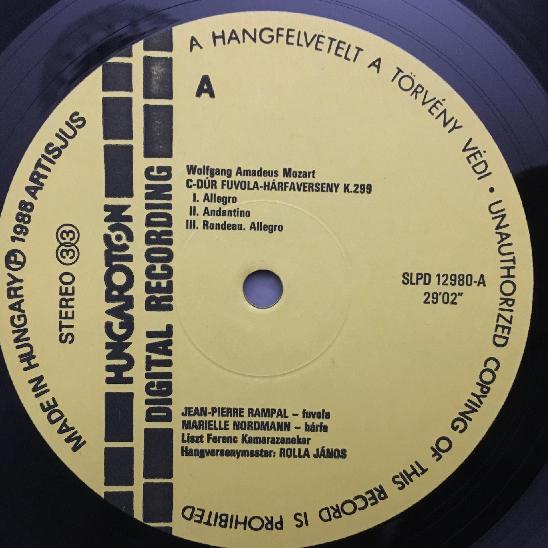 A HANGFELVÉTELT A TÖRVÉNY VÉDI • UNAUTHORIZED COPYING OF THIS RECORD IS PROHIBITED
MADE IN HUNGARY Ⓟ 1988 ARTISJUS
STEREO 33
HUNGAROTON
DIGITAL RECORDING
A
Wolfgang Amadeus Mozart
C-DÚR FUVOLA-HÁRFAVERSENY K.299
I. Allegro
II. Andantino
III. Rondeau. Allegro
SLPD 12980-A
29'02"
JEAN-PIERRE RAMPAL – fuvola
MARIELLE NORDMANN – hárfa
Liszt Ferenc Kamarazenekar
Hangversenymester: ROLLA JÁNOS